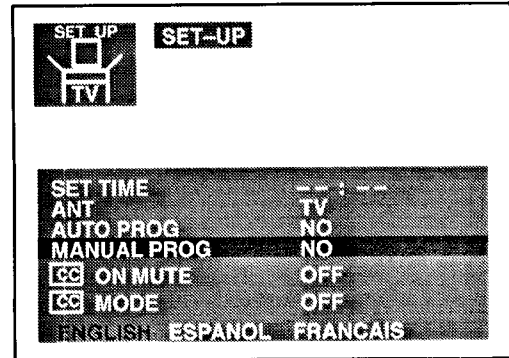 SET UP
TV
SET–UP
SET TIME – – : – –
ANT TV
AUTO PROG NO
MANUAL PROG NO
CC ON MUTE OFF
CC MODE OFF
ENGLISH ESPANOL FRANCAIS